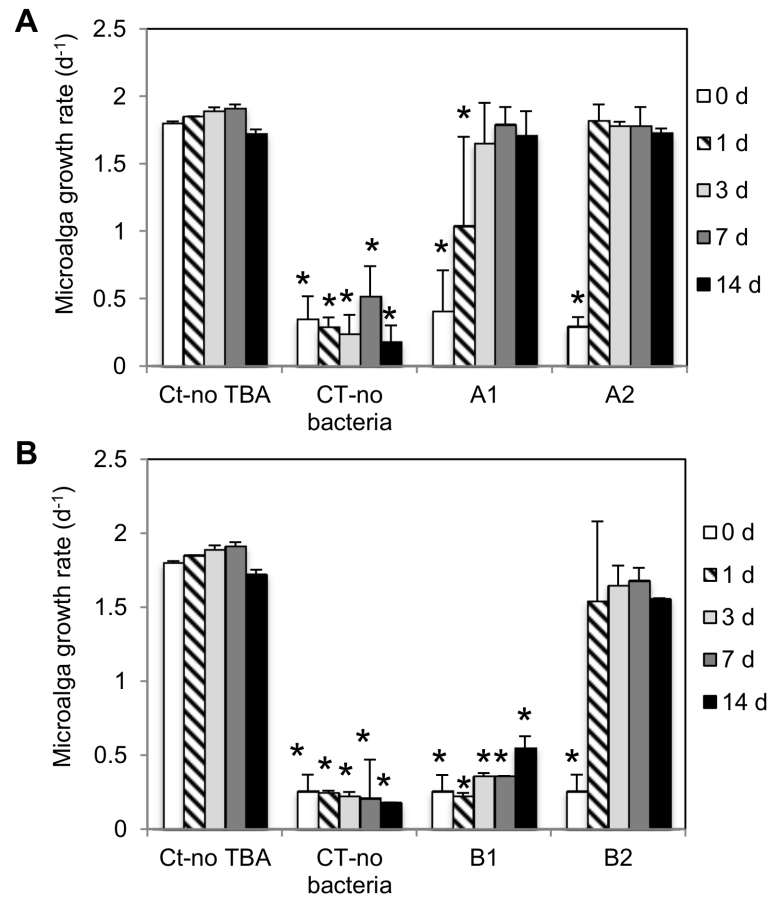 A
Microalga growth rate (d-1)
2.5
2
1.5
1
0.5
0
* * * * *
* *
*
Ct-no TBA CT-no bacteria A1 A2
0 d
1 d
3 d
7 d
14 d
B
Microalga growth rate (d-1)
2.5
2
1.5
1
0.5
0
* * * * *
* * * * *
*
Ct-no TBA CT-no bacteria B1 B2
0 d
1 d
3 d
7 d
14 d